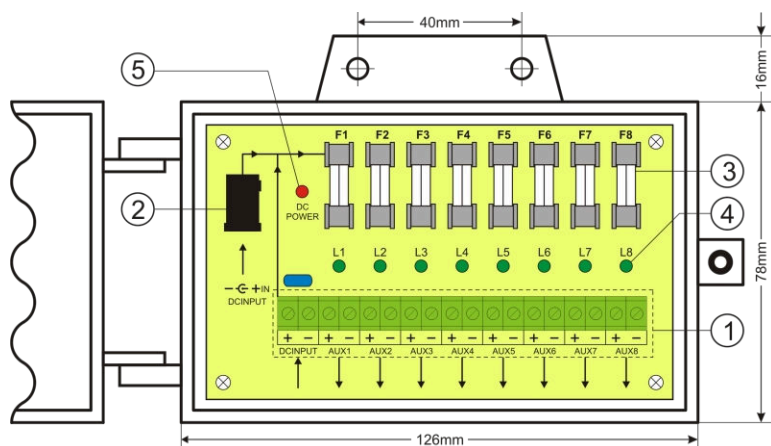 40mm
16mm
5
F1 F2 F3 F4 F5 F6 F7 F8
3
2
DC
POWER
4
L1 L2 L3 L4 L5 L6 L7 L8
78mm
IN
DCINPUT
1
+ − + − + − + − + − + − + − + − + −
DCINPUT AUX1 AUX2 AUX3 AUX4 AUX5 AUX6 AUX7 AUX8
126mm